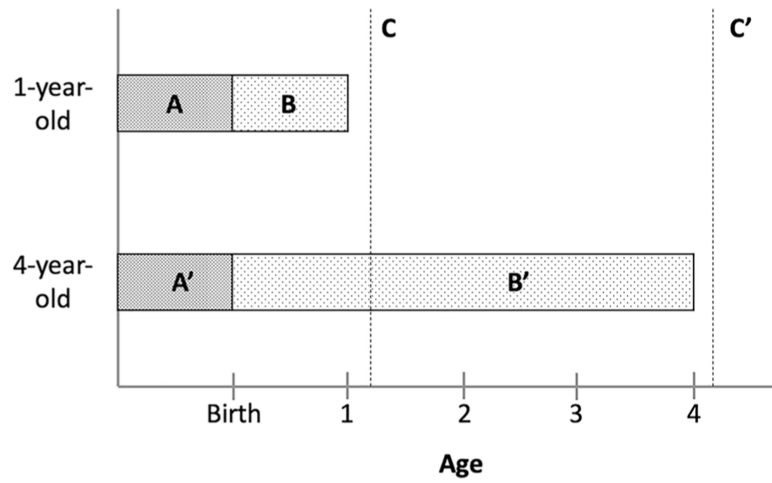 C
C’
1-year-
old
A
B
4-year-
old
A’
B’
Birth 1 2 3 4
Age